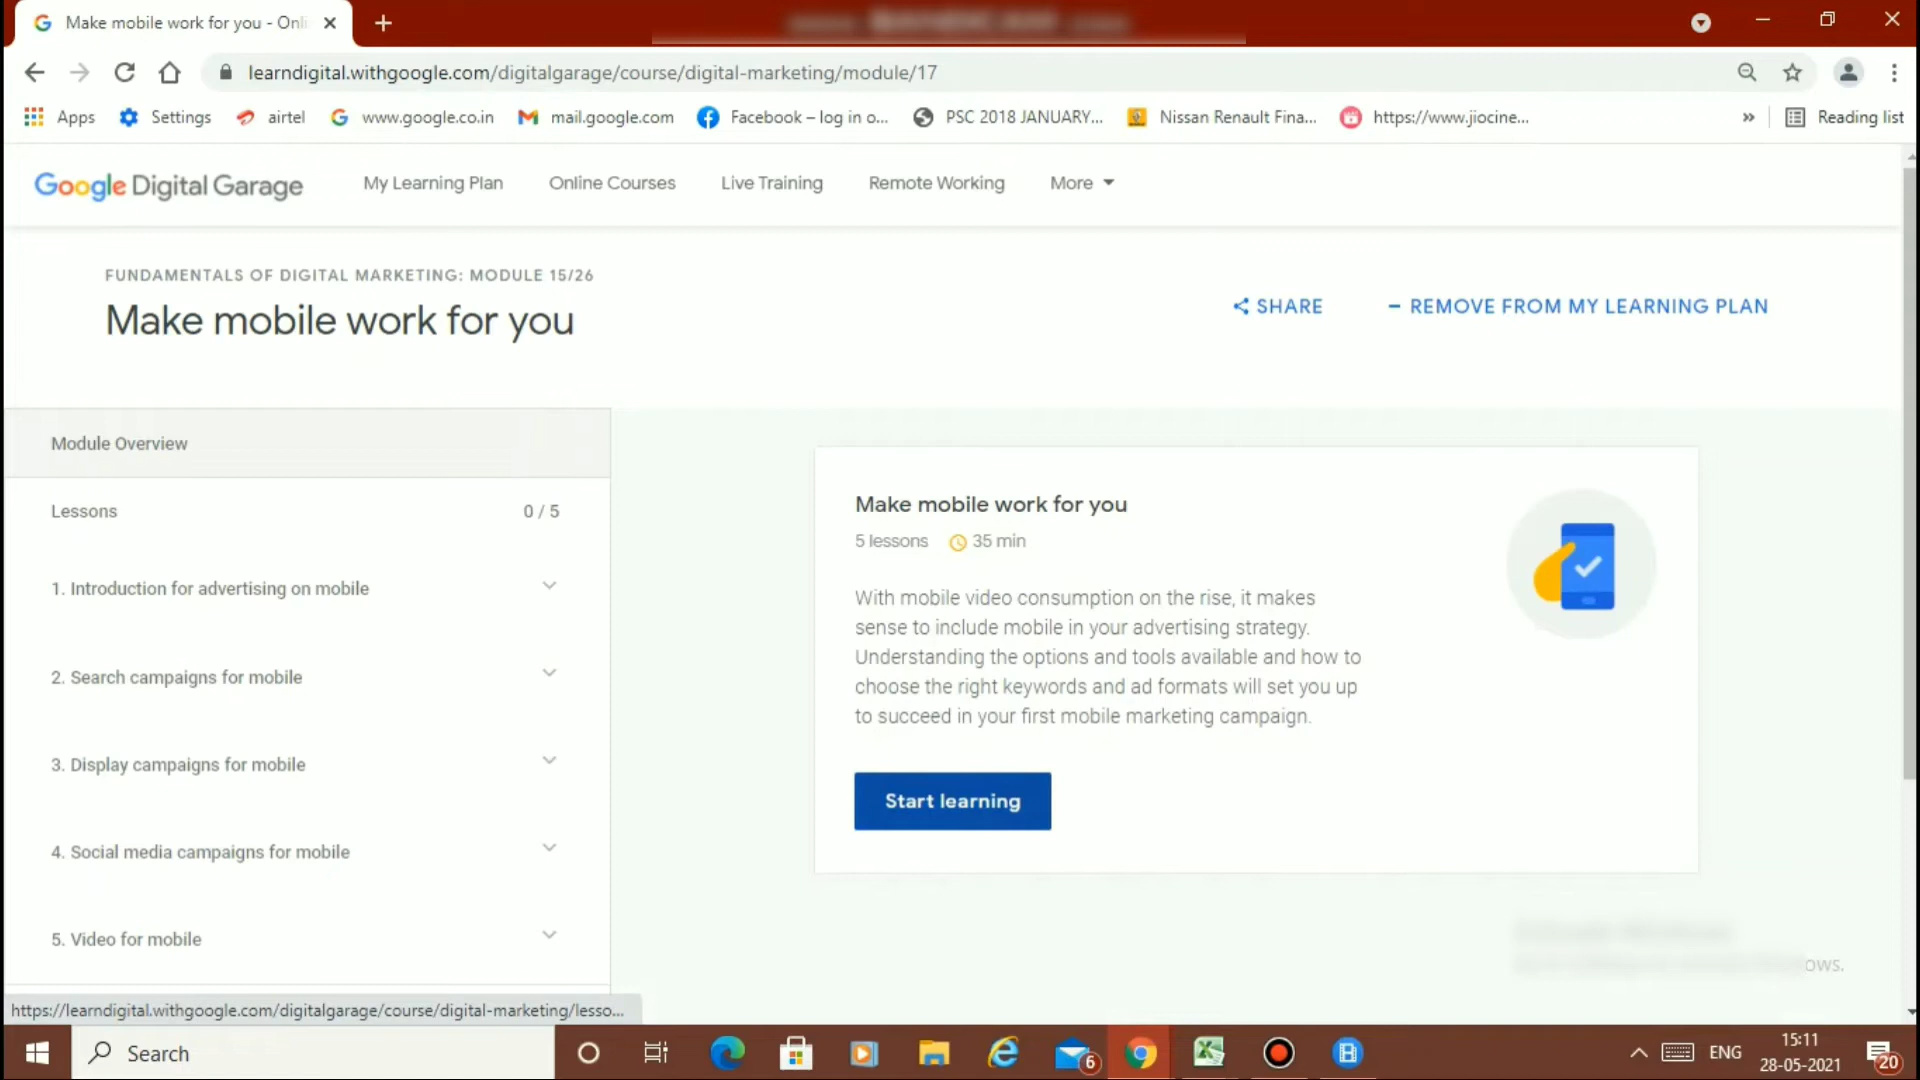 Make mobile work for you - Onli
learndigital.withgoogle.com/digitalgarage/course/digital-marketing/module/17
Apps Settings airtel www.google.co.in mail.google.com Facebook – log in o... PSC 2018 JANUARY... Nissan Renault Fina... https://www.jiocine... » Reading list
Google Digital Garage My Learning Plan Online Courses Live Training Remote Working More
FUNDAMENTALS OF DIGITAL MARKETING: MODULE 15/26
Make mobile work for you
SHARE
− REMOVE FROM MY LEARNING PLAN
Module Overview
Lessons 0 / 5
1. Introduction for advertising on mobile
2. Search campaigns for mobile
3. Display campaigns for mobile
4. Social media campaigns for mobile
5. Video for mobile
Make mobile work for you
5 lessons 35 min
With mobile video consumption on the rise, it makes
sense to include mobile in your advertising strategy.
Understanding the options and tools available and how to
choose the right keywords and ad formats will set you up
to succeed in your first mobile marketing campaign.
Start learning
https://learndigital.withgoogle.com/digitalgarage/course/digital-marketing/lesso...
Search
6
ENG
15:11
28-05-2021
20